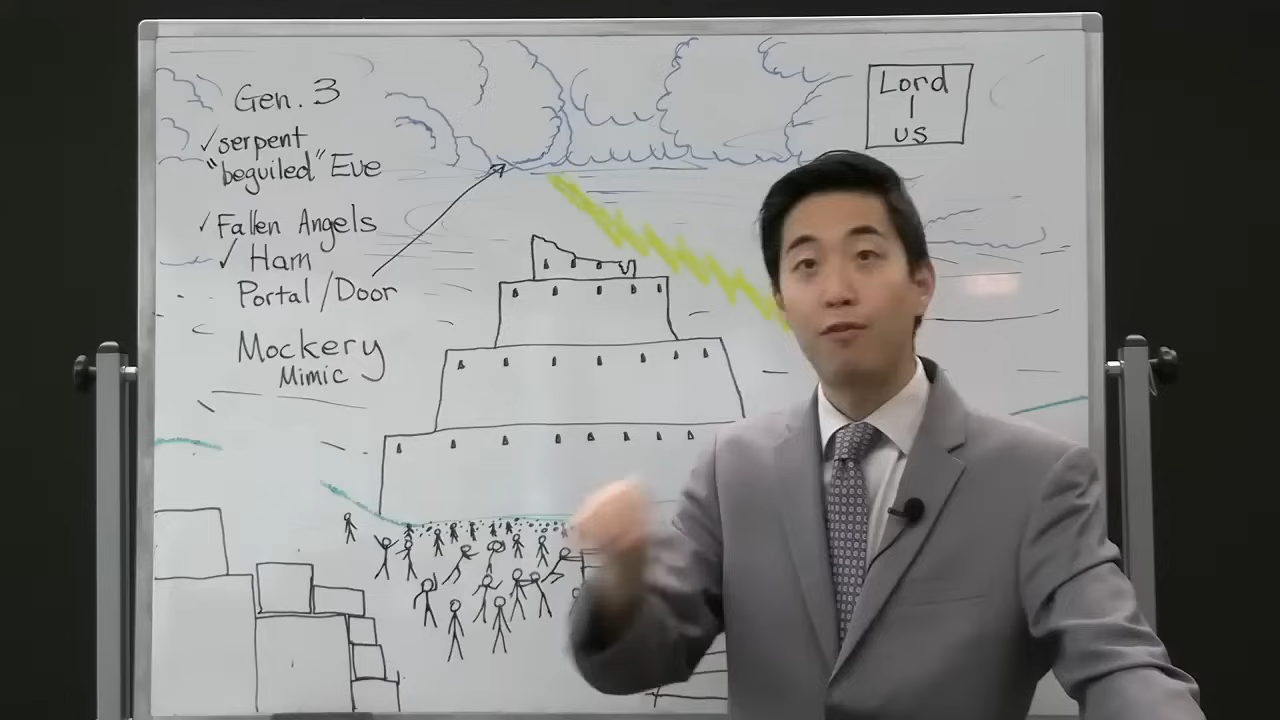 Gen. 3
✓serpent
"beguiled" Eve
✓Fallen Angels
✓ Ham
Portal/Door
Mockery
Mimic
Lord
|
us